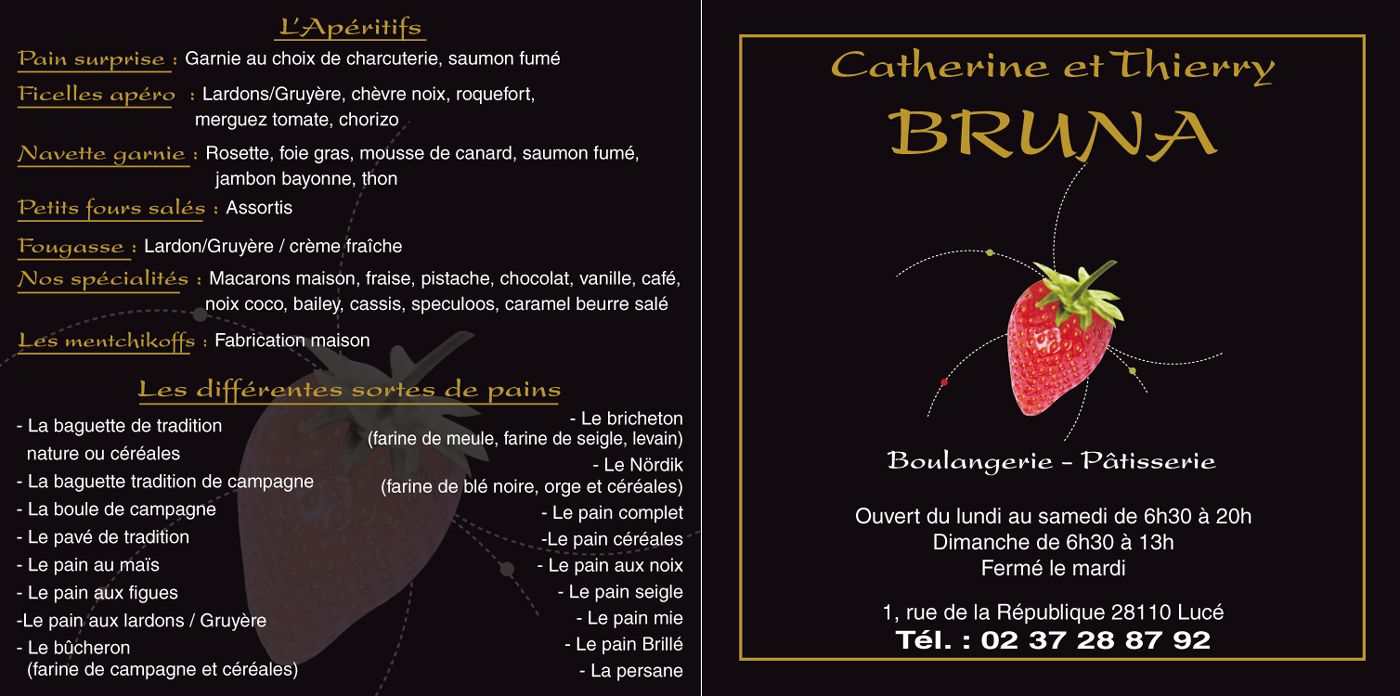 L'Apéritifs
Pain surprise : Garnie au choix de charcuterie, saumon fumé
Ficelles apéro : Lardons/Gruyère, chèvre noix, roquefort,
merguez tomate, chorizo
Navette garnie : Rosette, foie gras, mousse de canard, saumon fumé,
jambon bayonne, thon
Petits fours salés : Assortis
Fougasse : Lardon/Gruyère / crème fraîche
Nos spécialités : Macarons maison, fraise, pistache, chocolat, vanille, café,
noix coco, bailey, cassis, speculoos, caramel beurre salé
Les mentchikoffs : Fabrication maison
Les différentes sortes de pains
- La baguette de tradition
nature ou céréales
- La baguette tradition de campagne
- La boule de campagne
- Le pavé de tradition
- Le pain au maïs
- Le pain aux figues
-Le pain aux lardons / Gruyère
- Le bûcheron
(farine de campagne et céréales)
- Le bricheton
(farine de meule, farine de seigle, levain)
- Le Nördik
(farine de blé noire, orge et céréales)
- Le pain complet
-Le pain céréales
- Le pain aux noix
- Le pain seigle
- Le pain mie
- Le pain Brillé
- La persane
Catherine et Thierry
BRUNA
Boulangerie - Pâtisserie
Ouvert du lundi au samedi de 6h30 à 20h
Dimanche de 6h30 à 13h
Fermé le mardi
1, rue de la République 28110 Lucé
Tél. : 02 37 28 87 92